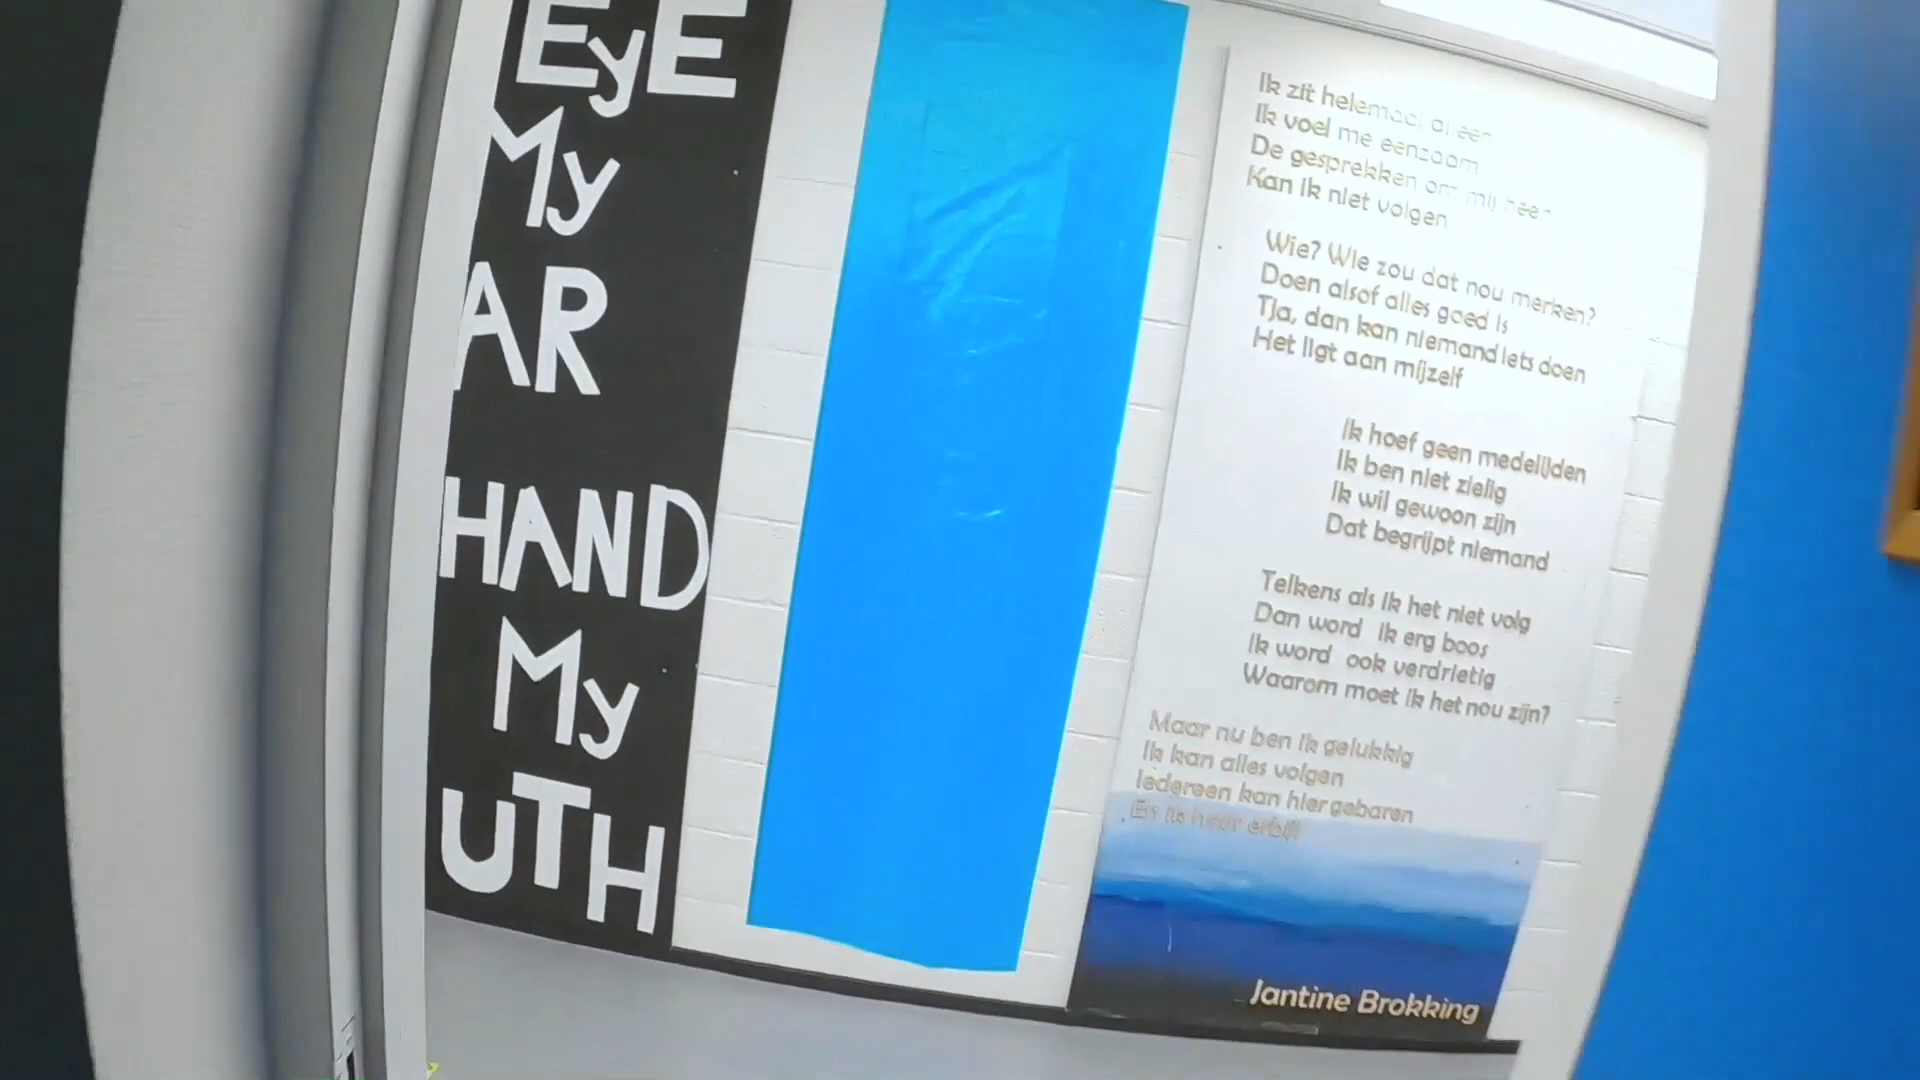 EyE
My
AR
HAND
My
UTH
Ik zit helemaal alleen
Ik voel me eenzaam
De gesprekken om mij heen
Kan ik niet volgen
Wie? Wie zou dat nou merken?
Doen alsof alles goed is
Tja, dan kan niemand iets doen
Het ligt aan mijzelf
Ik hoef geen medelijden
Ik ben niet zielig
Ik wil gewoon zijn
Dat begrijpt niemand
Telkens als ik het niet volg
Dan word ik erg boos
Ik word ook verdrietig
Waarom moet ik het nou zijn?
Maar nu ben ik gelukkig
Ik kan alles volgen
Iedereen kan hier gebaren
En ik hoor erbij!
Jantine Brokking